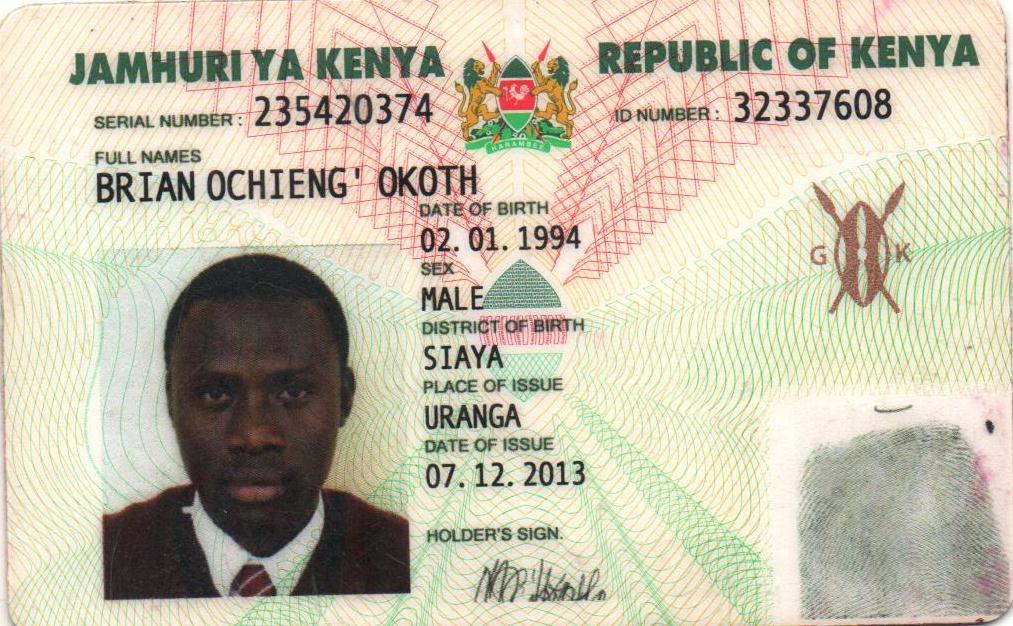 JAMHURI YA KENYA
REPUBLIC OF KENYA
SERIAL NUMBER: 235420374
ID NUMBER: 32337608
HARAMBEE
FULL NAMES
BRIAN OCHIENG' OKOTH
DATE OF BIRTH
02.01.1994
SEX
MALE
DISTRICT OF BIRTH
SIAYA
PLACE OF ISSUE
URANGA
DATE OF ISSUE
07.12.2013
HOLDER'S SIGN.
G K